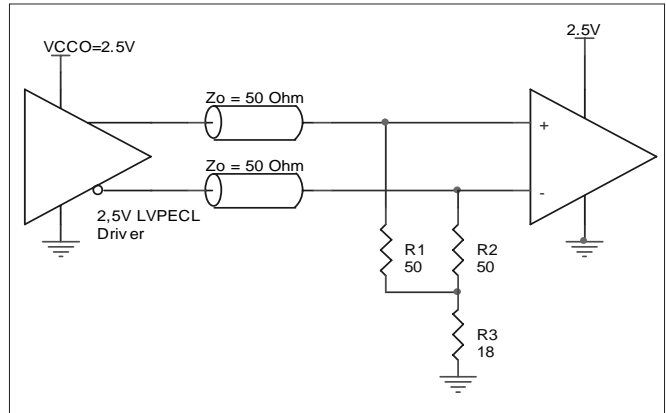 VCCO=2.5V
2.5V
Zo = 50 Ohm
+
Zo = 50 Ohm
-
2,5V LVPECL
Driver
R1
50
R2
50
R3
18